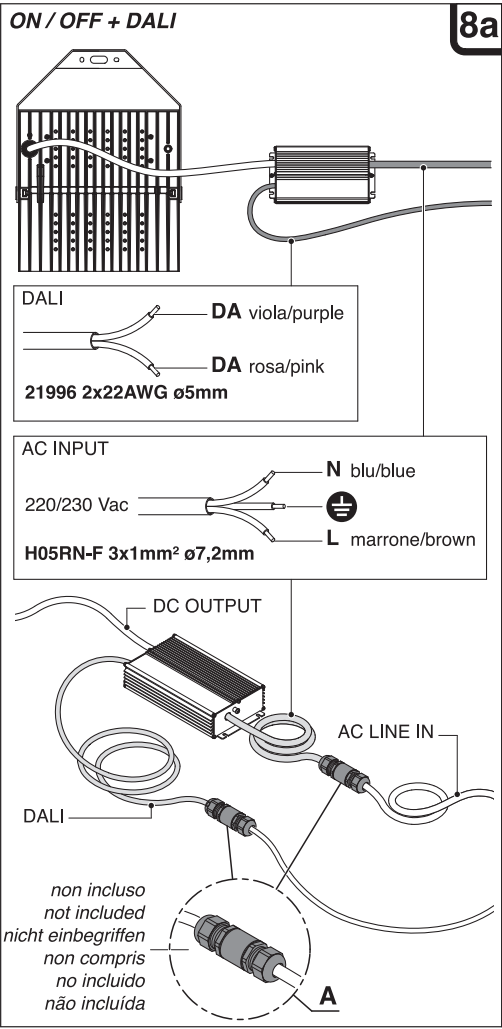 ON / OFF + DALI
8a
DALI
DA viola/purple
DA rosa/pink
21996 2x22AWG ø5mm
AC INPUT
220/230 Vac
N blu/blue
L marrone/brown
H05RN-F 3x1mm² ø7,2mm
DC OUTPUT
AC LINE IN
DALI
non incluso
not included
nicht einbegriffen
non compris
no incluido
não incluída
A